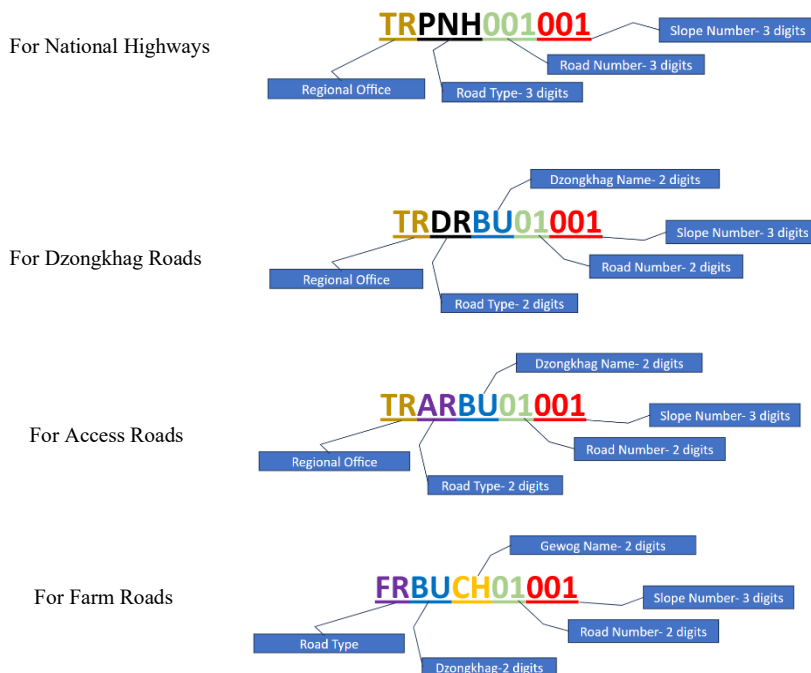 TRPNH001001
Slope Number- 3 digits
For National Highways
Road Number- 3 digits
Regional Office
Road Type- 3 digits
Dzongkhag Name- 2 digits
TRDRBU01001
Slope Number- 3 digits
For Dzongkhag Roads
Road Number- 2 digits
Regional Office
Road Type- 2 digits
Dzongkhag Name- 2 digits
TRARBU01001
Slope Number- 3 digits
For Access Roads
Road Number- 2 digits
Regional Office
Road Type- 2 digits
Gewog Name- 2 digits
FRBUCH01001
For Farm Roads
Slope Number- 3 digits
Road Number- 2 digits
Road Type
Dzongkhag-2 digits